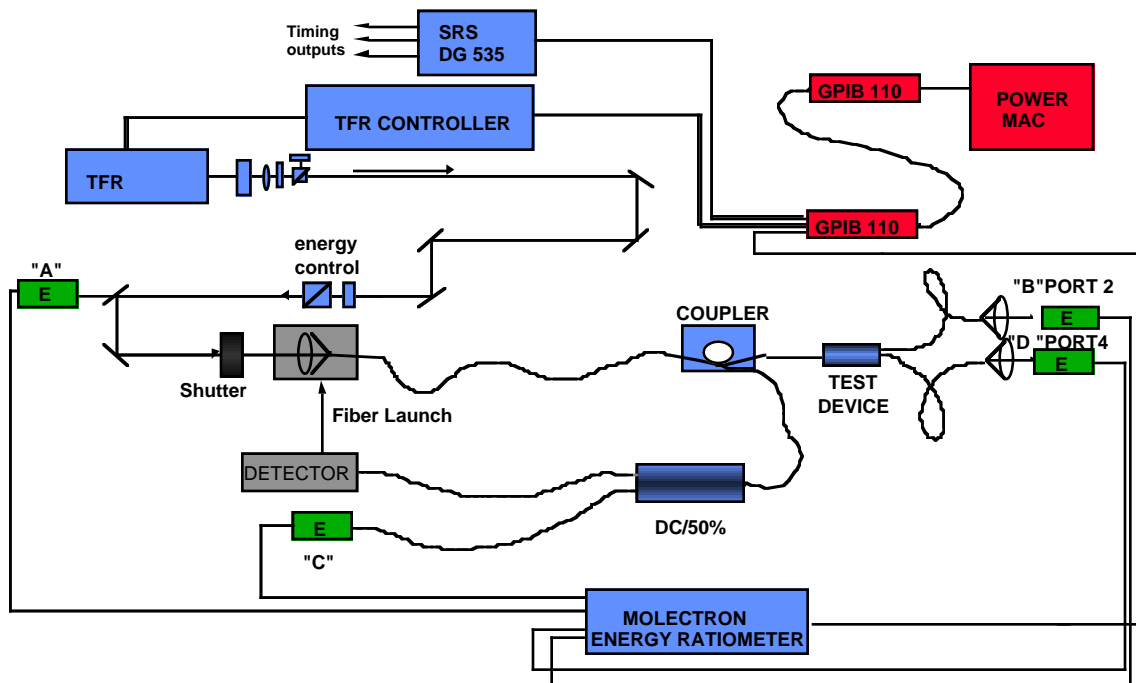 Timing
outputs
SRS
DG 535
GPIB 110
POWER
MAC
TFR CONTROLLER
TFR
GPIB 110
energy
control
"A"
E
"B"PORT 2
E
COUPLER
"D "PORT4
E
Shutter
TEST
DEVICE
Fiber Launch
DETECTOR
DC/50%
E
"C"
MOLECTRON
ENERGY RATIOMETER